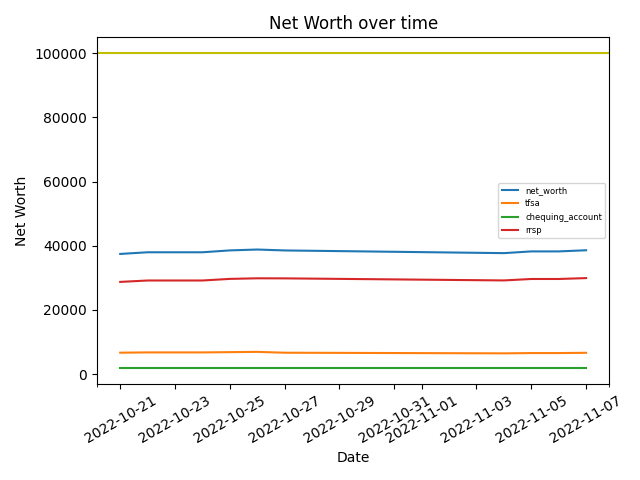 Net Worth over time
100000
80000
60000
40000
20000
0
Net Worth
net_worth
tfsa
chequing_account
rrsp
2022-10-21
2022-10-23
2022-10-25
2022-10-27
2022-10-29
2022-10-31
2022-11-01
2022-11-03
2022-11-05
2022-11-07
Date